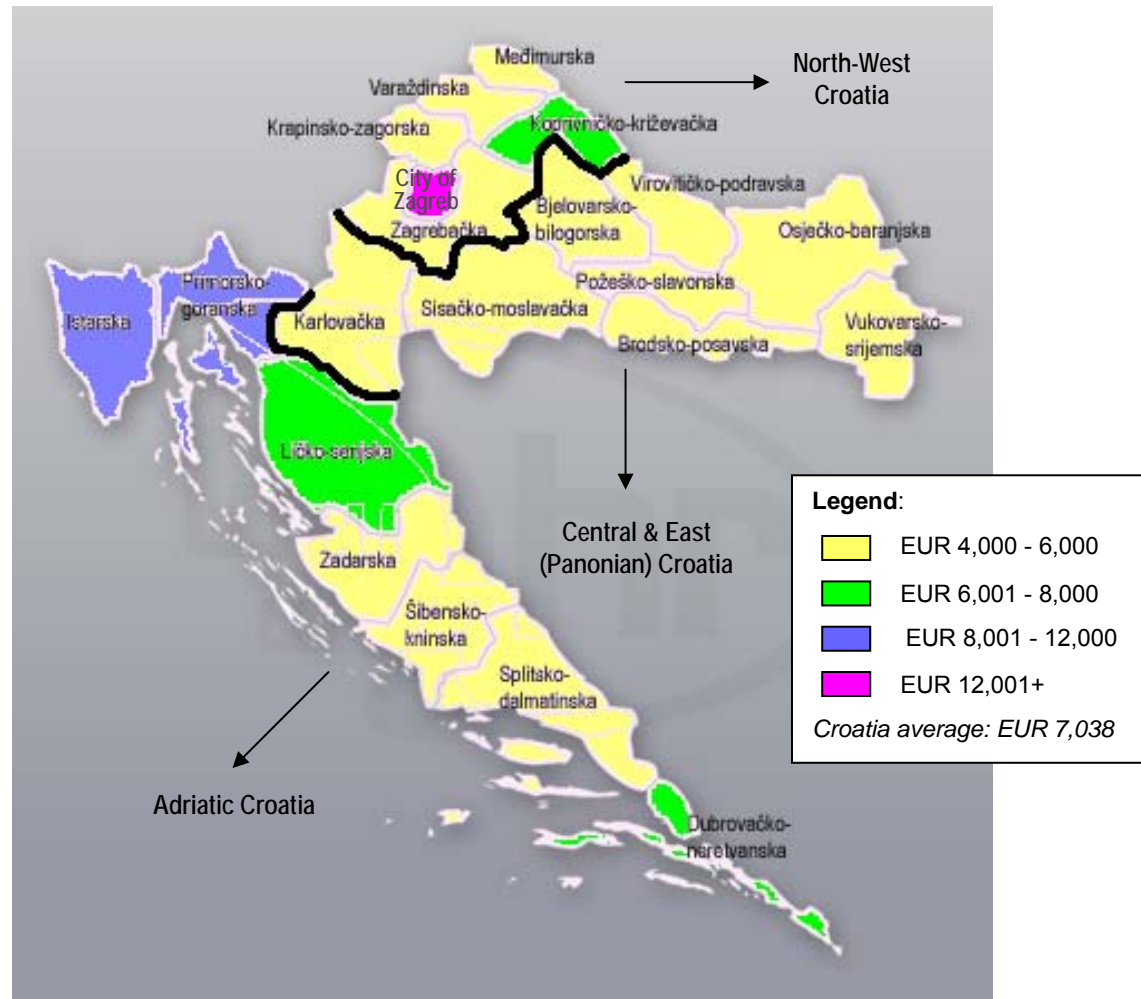 Međimurska
North-West
Croatia
Varaždinska
Krapinsko-zagorska
Koprivničko-križevačka
City of
Zagreb
Virovitičko-podravska
Bjelovarsko-
bilogorska
Zagrebačka
Osječko-baranjska
Primorsko-
goranska
Požeško-slavonska
Istarska
Karlovačka
Sisačko-moslavačka
Vukovarsko-
srijemska
Brodsko-posavska
Ličko-senjska
Central & East
(Panonian) Croatia
Legend:
EUR 4,000 - 6,000
EUR 6,001 - 8,000
EUR 8,001 - 12,000
EUR 12,001+
Croatia average: EUR 7,038
Zadarska
Šibensko-
kninska
Splitsko-
dalmatinska
Adriatic Croatia
Dubrovačko-
neretvanska